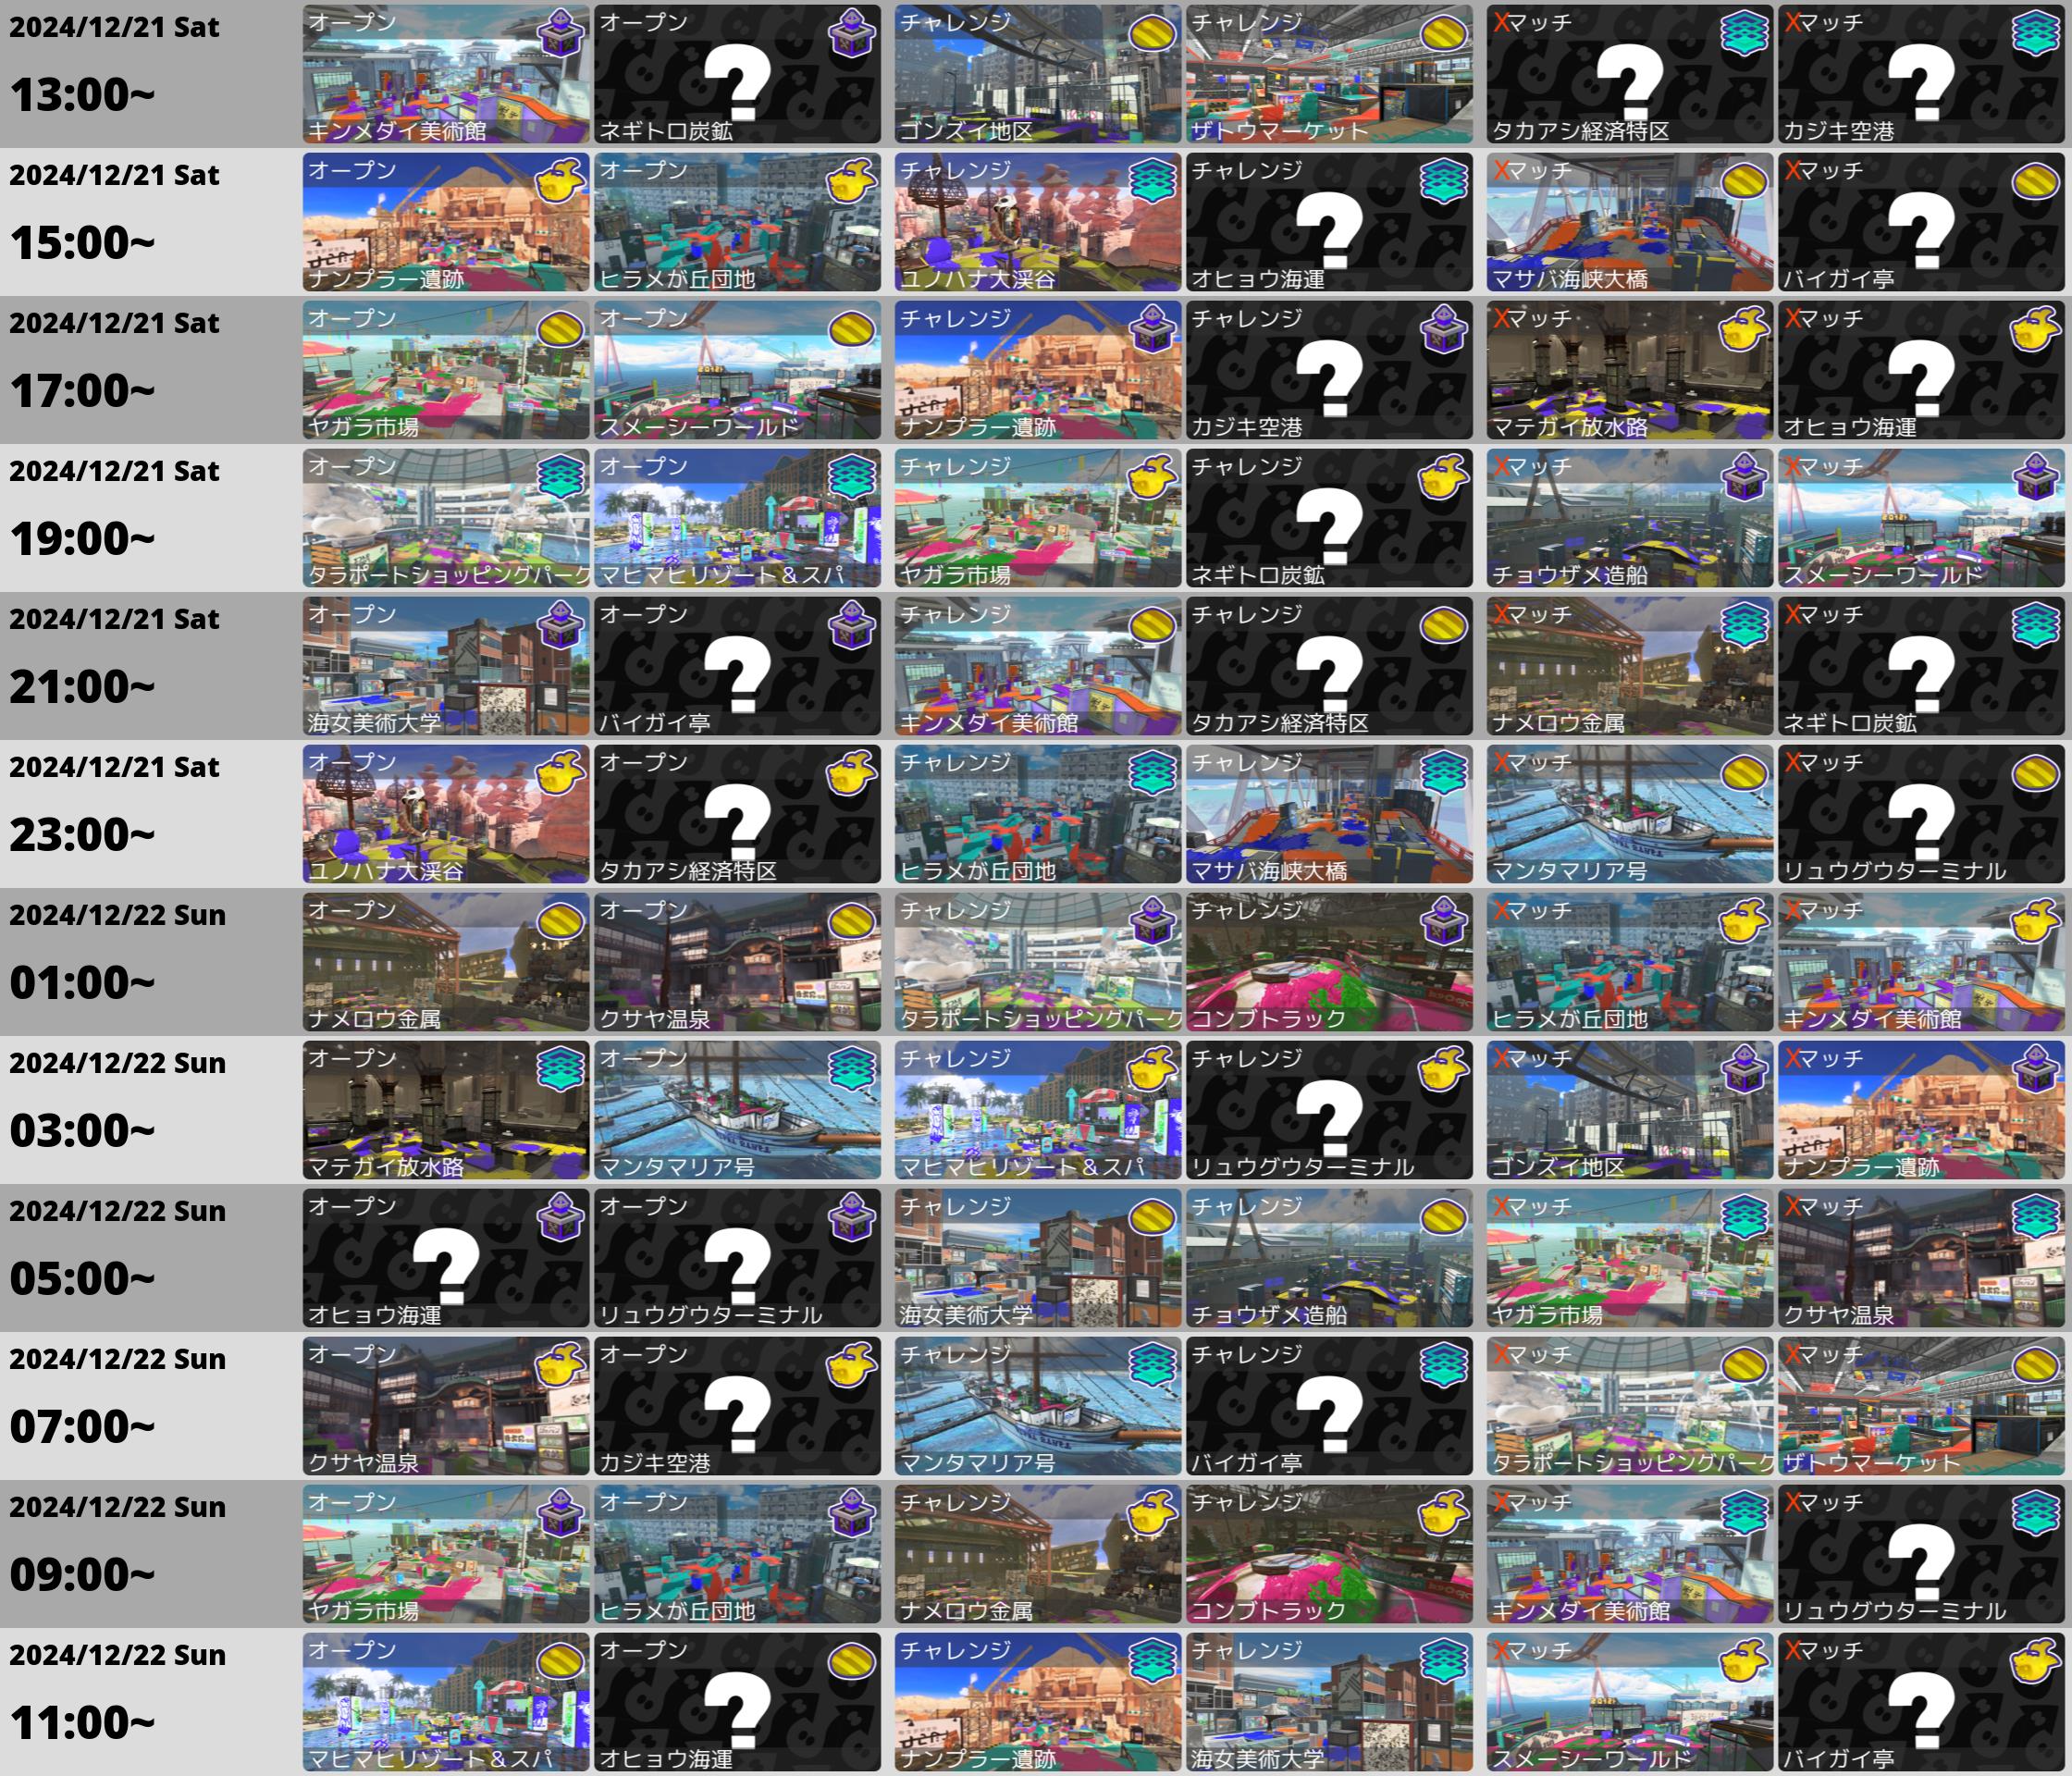 2024/12/21 Sat
13:00~
オープン
キンメダイ美術館
オープン
ネギトロ炭鉱
チャレンジ
ゴンズイ地区
チャレンジ
ザトウマーケット
Xマッチ
タカアシ経済特区
Xマッチ
カジキ空港
2024/12/21 Sat
15:00~
オープン
ナンプラー遺跡
オープン
ヒラメが丘団地
チャレンジ
ユノハナ大渓谷
チャレンジ
オヒョウ海運
Xマッチ
マサバ海峡大橋
Xマッチ
バイガイ亭
2024/12/21 Sat
17:00~
オープン
ヤガラ市場
オープン
スメーシーワールド
チャレンジ
ナンプラー遺跡
チャレンジ
カジキ空港
Xマッチ
マテガイ放水路
Xマッチ
オヒョウ海運
2024/12/21 Sat
19:00~
オープン
タラポートショッピングパーク
オープン
マヒマヒリゾート＆スパ
チャレンジ
ヤガラ市場
チャレンジ
ネギトロ炭鉱
Xマッチ
チョウザメ造船
Xマッチ
スメーシーワールド
2024/12/21 Sat
21:00~
オープン
海女美術大学
オープン
バイガイ亭
チャレンジ
キンメダイ美術館
チャレンジ
タカアシ経済特区
Xマッチ
ナメロウ金属
Xマッチ
ネギトロ炭鉱
2024/12/21 Sat
23:00~
オープン
ユノハナ大渓谷
オープン
タカアシ経済特区
チャレンジ
ヒラメが丘団地
チャレンジ
マサバ海峡大橋
Xマッチ
マンタマリア号
Xマッチ
リュウグウターミナル
2024/12/22 Sun
01:00~
オープン
ナメロウ金属
オープン
クサヤ温泉
チャレンジ
タラポートショッピングパーク
チャレンジ
コンブトラック
Xマッチ
ヒラメが丘団地
Xマッチ
キンメダイ美術館
2024/12/22 Sun
03:00~
オープン
マテガイ放水路
オープン
マンタマリア号
チャレンジ
マヒマヒリゾート＆スパ
チャレンジ
リュウグウターミナル
Xマッチ
ゴンズイ地区
Xマッチ
ナンプラー遺跡
2024/12/22 Sun
05:00~
オープン
オヒョウ海運
オープン
リュウグウターミナル
チャレンジ
海女美術大学
チャレンジ
チョウザメ造船
Xマッチ
ヤガラ市場
Xマッチ
クサヤ温泉
2024/12/22 Sun
07:00~
オープン
クサヤ温泉
オープン
カジキ空港
チャレンジ
マンタマリア号
チャレンジ
バイガイ亭
Xマッチ
タラポートショッピングパーク
Xマッチ
ザトウマーケット
2024/12/22 Sun
09:00~
オープン
ヤガラ市場
オープン
ヒラメが丘団地
チャレンジ
ナメロウ金属
チャレンジ
コンブトラック
Xマッチ
キンメダイ美術館
Xマッチ
リュウグウターミナル
2024/12/22 Sun
11:00~
オープン
マヒマヒリゾート＆スパ
オープン
オヒョウ海運
チャレンジ
ナンプラー遺跡
チャレンジ
海女美術大学
Xマッチ
スメーシーワールド
Xマッチ
バイガイ亭